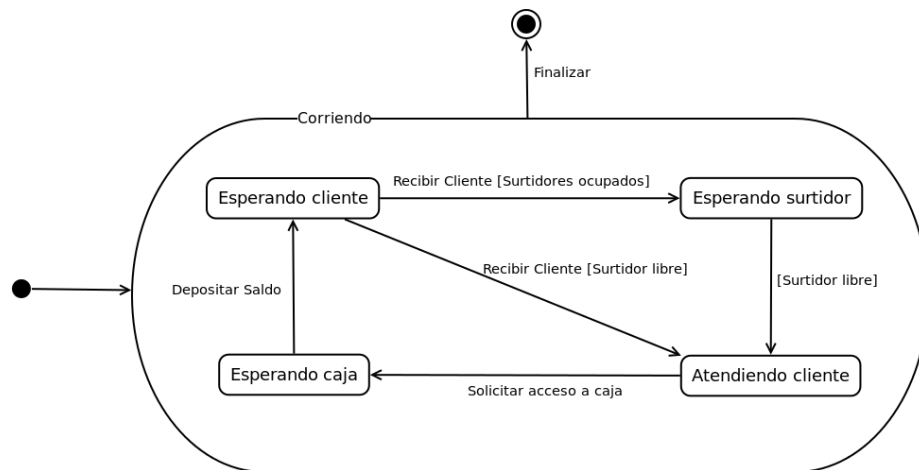 Finalizar
Corriendo
Recibir Cliente [Surtidores ocupados]
Esperando cliente
Esperando surtidor
Recibir Cliente [Surtidor libre]
[Surtidor libre]
Depositar Saldo
Esperando caja
Atendiendo cliente
Solicitar acceso a caja